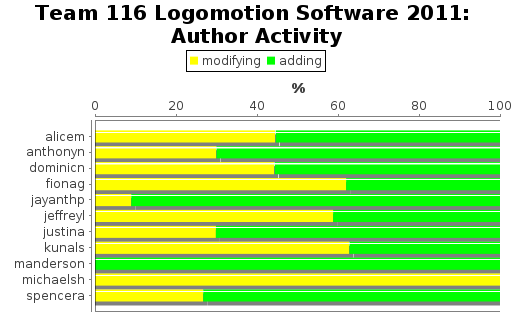 Team 116 Logomotion Software 2011:
Author Activity
modifying adding
%
0 20 40 60 80 100
alicem
anthonyn
dominicn
fionag
jayanthp
jeffreyl
justina
kunals
manderson
michaelsh
spencera